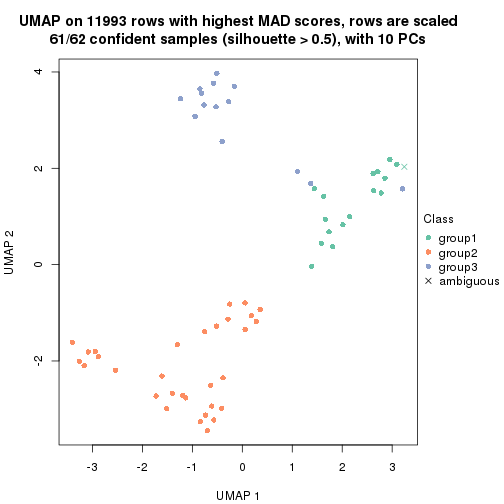 UMAP on 11993 rows with highest MAD scores, rows are scaled
61/62 confident samples (silhouette > 0.5), with 10 PCs
4
2
0
-2
UMAP 2
-3
-2
-1
0
1
2
3
UMAP 1
Class
group1
group2
group3
ambiguous